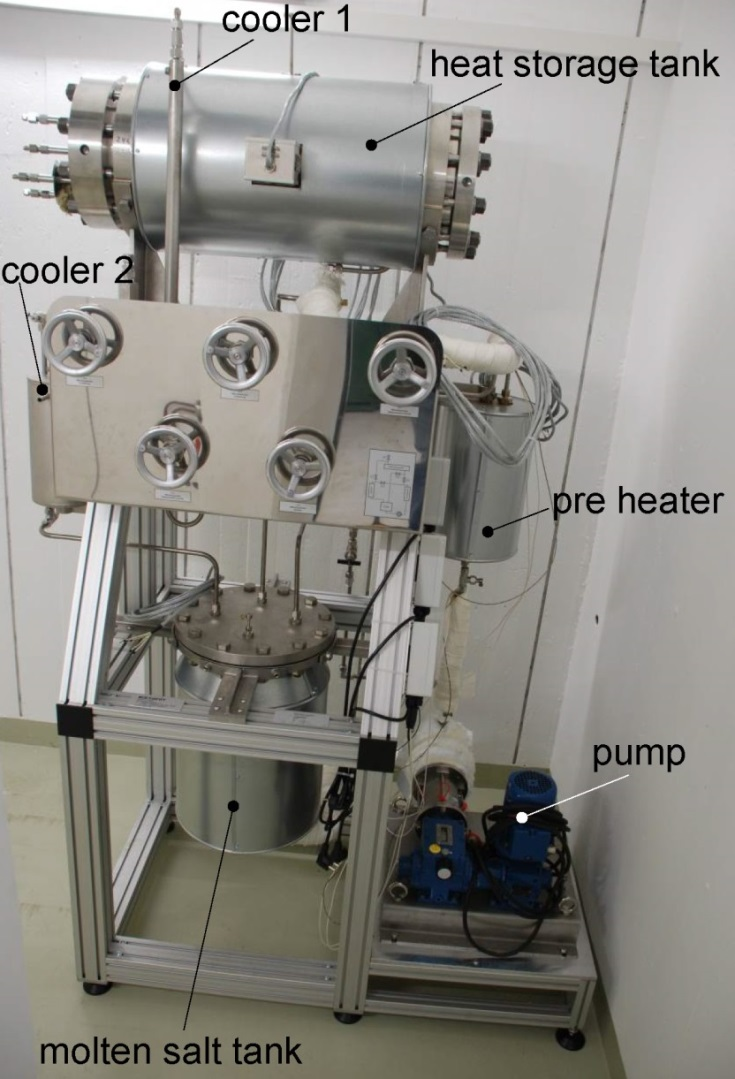 cooler 1
heat storage tank
cooler 2
pre heater
pump
molten salt tank